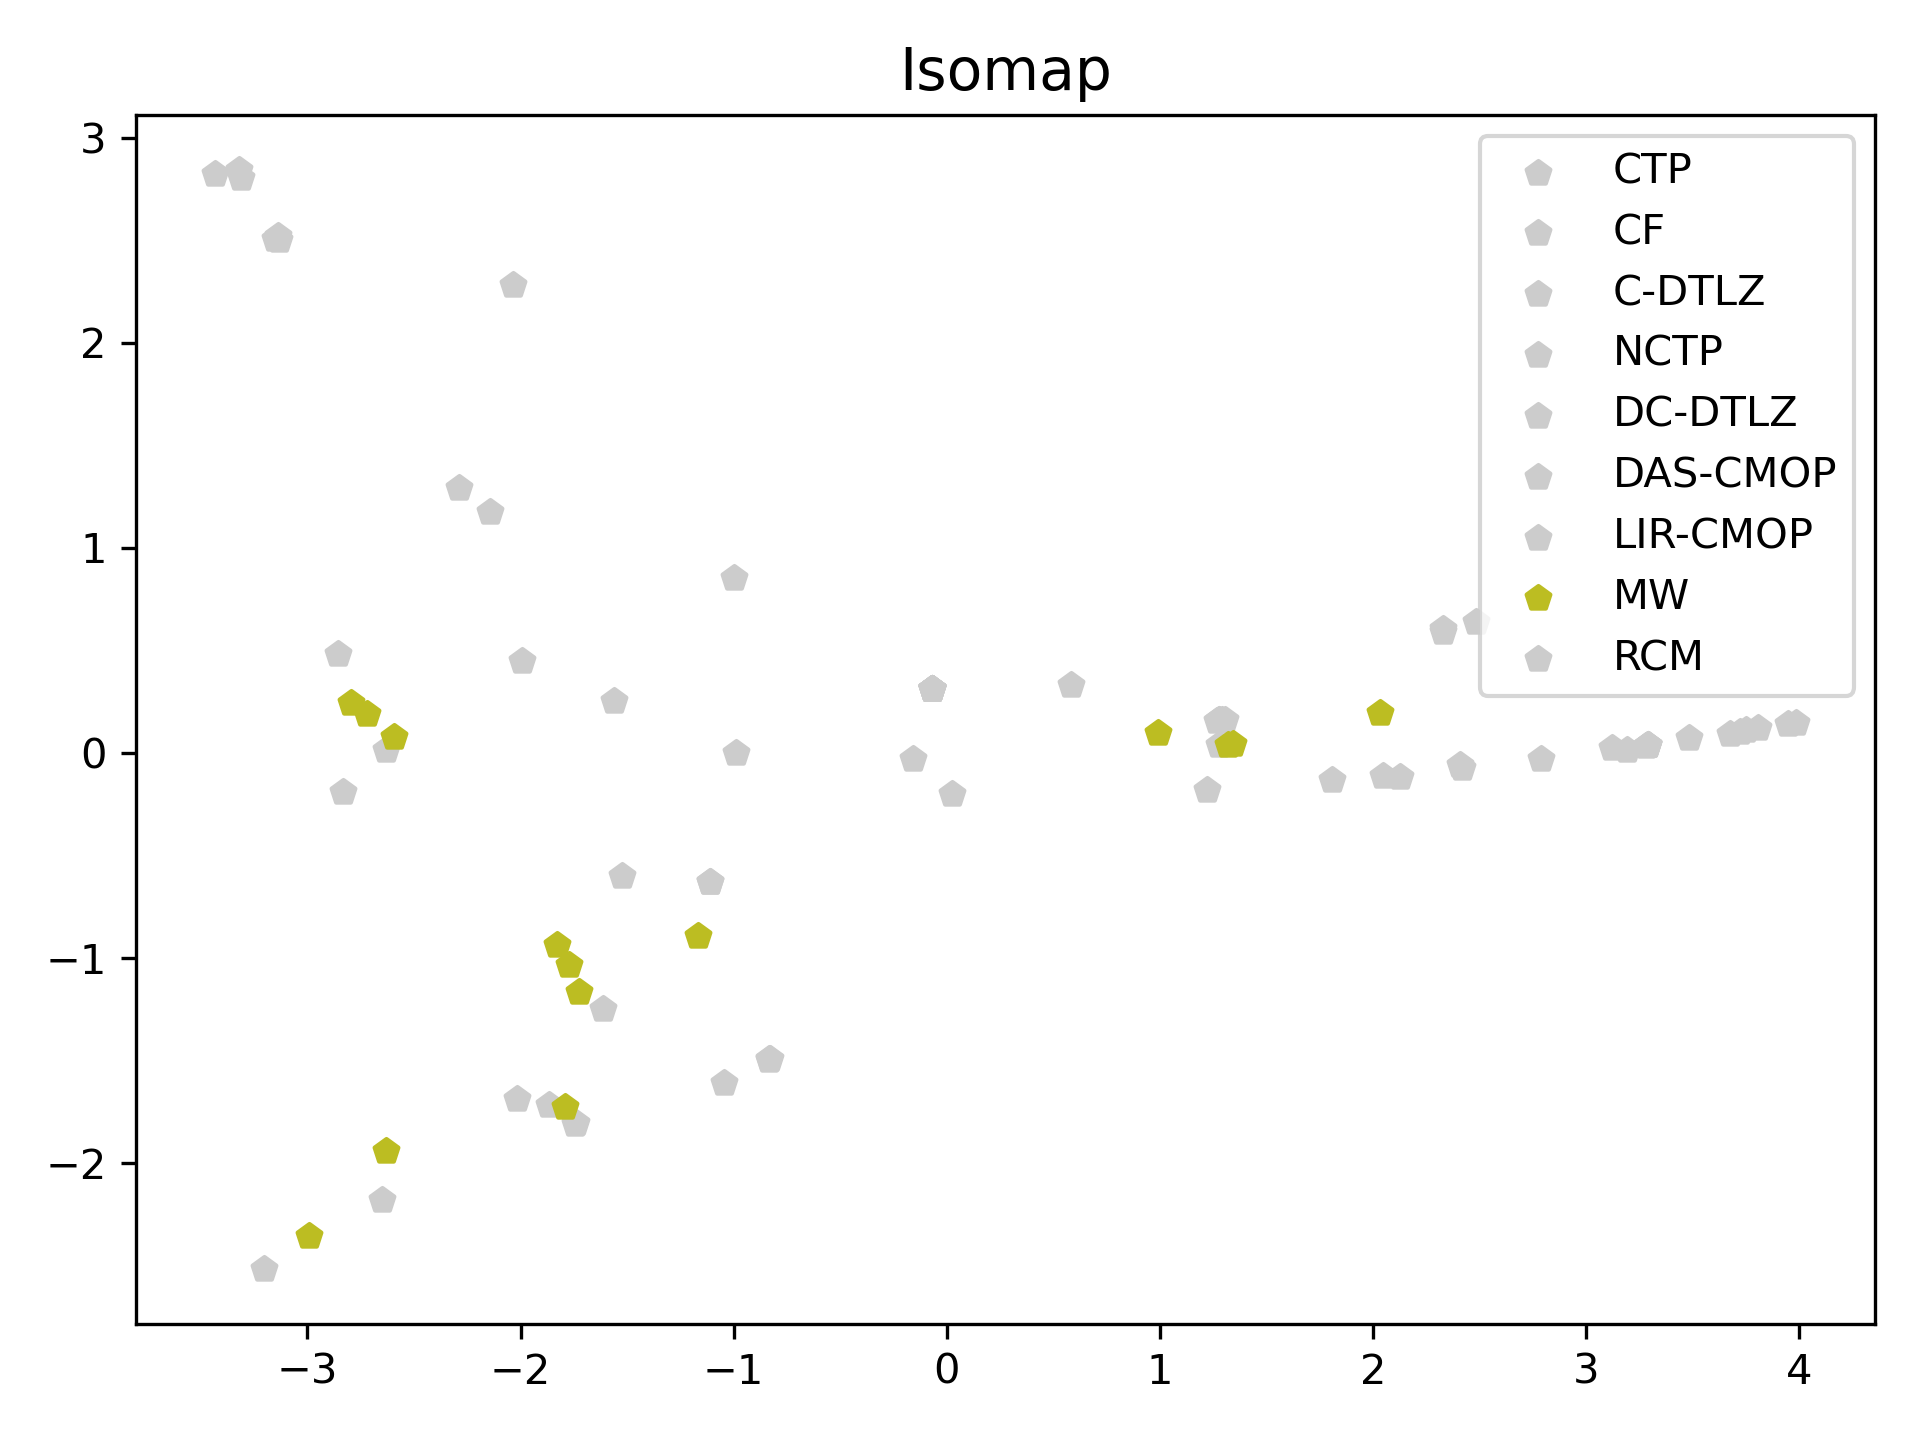 Isomap
3
2
1
0
−1
−2
CTP
CF
C-DTLZ
NCTP
DC-DTLZ
DAS-CMOP
LIR-CMOP
MW
RCM
−3 −2 −1 0 1 2 3 4